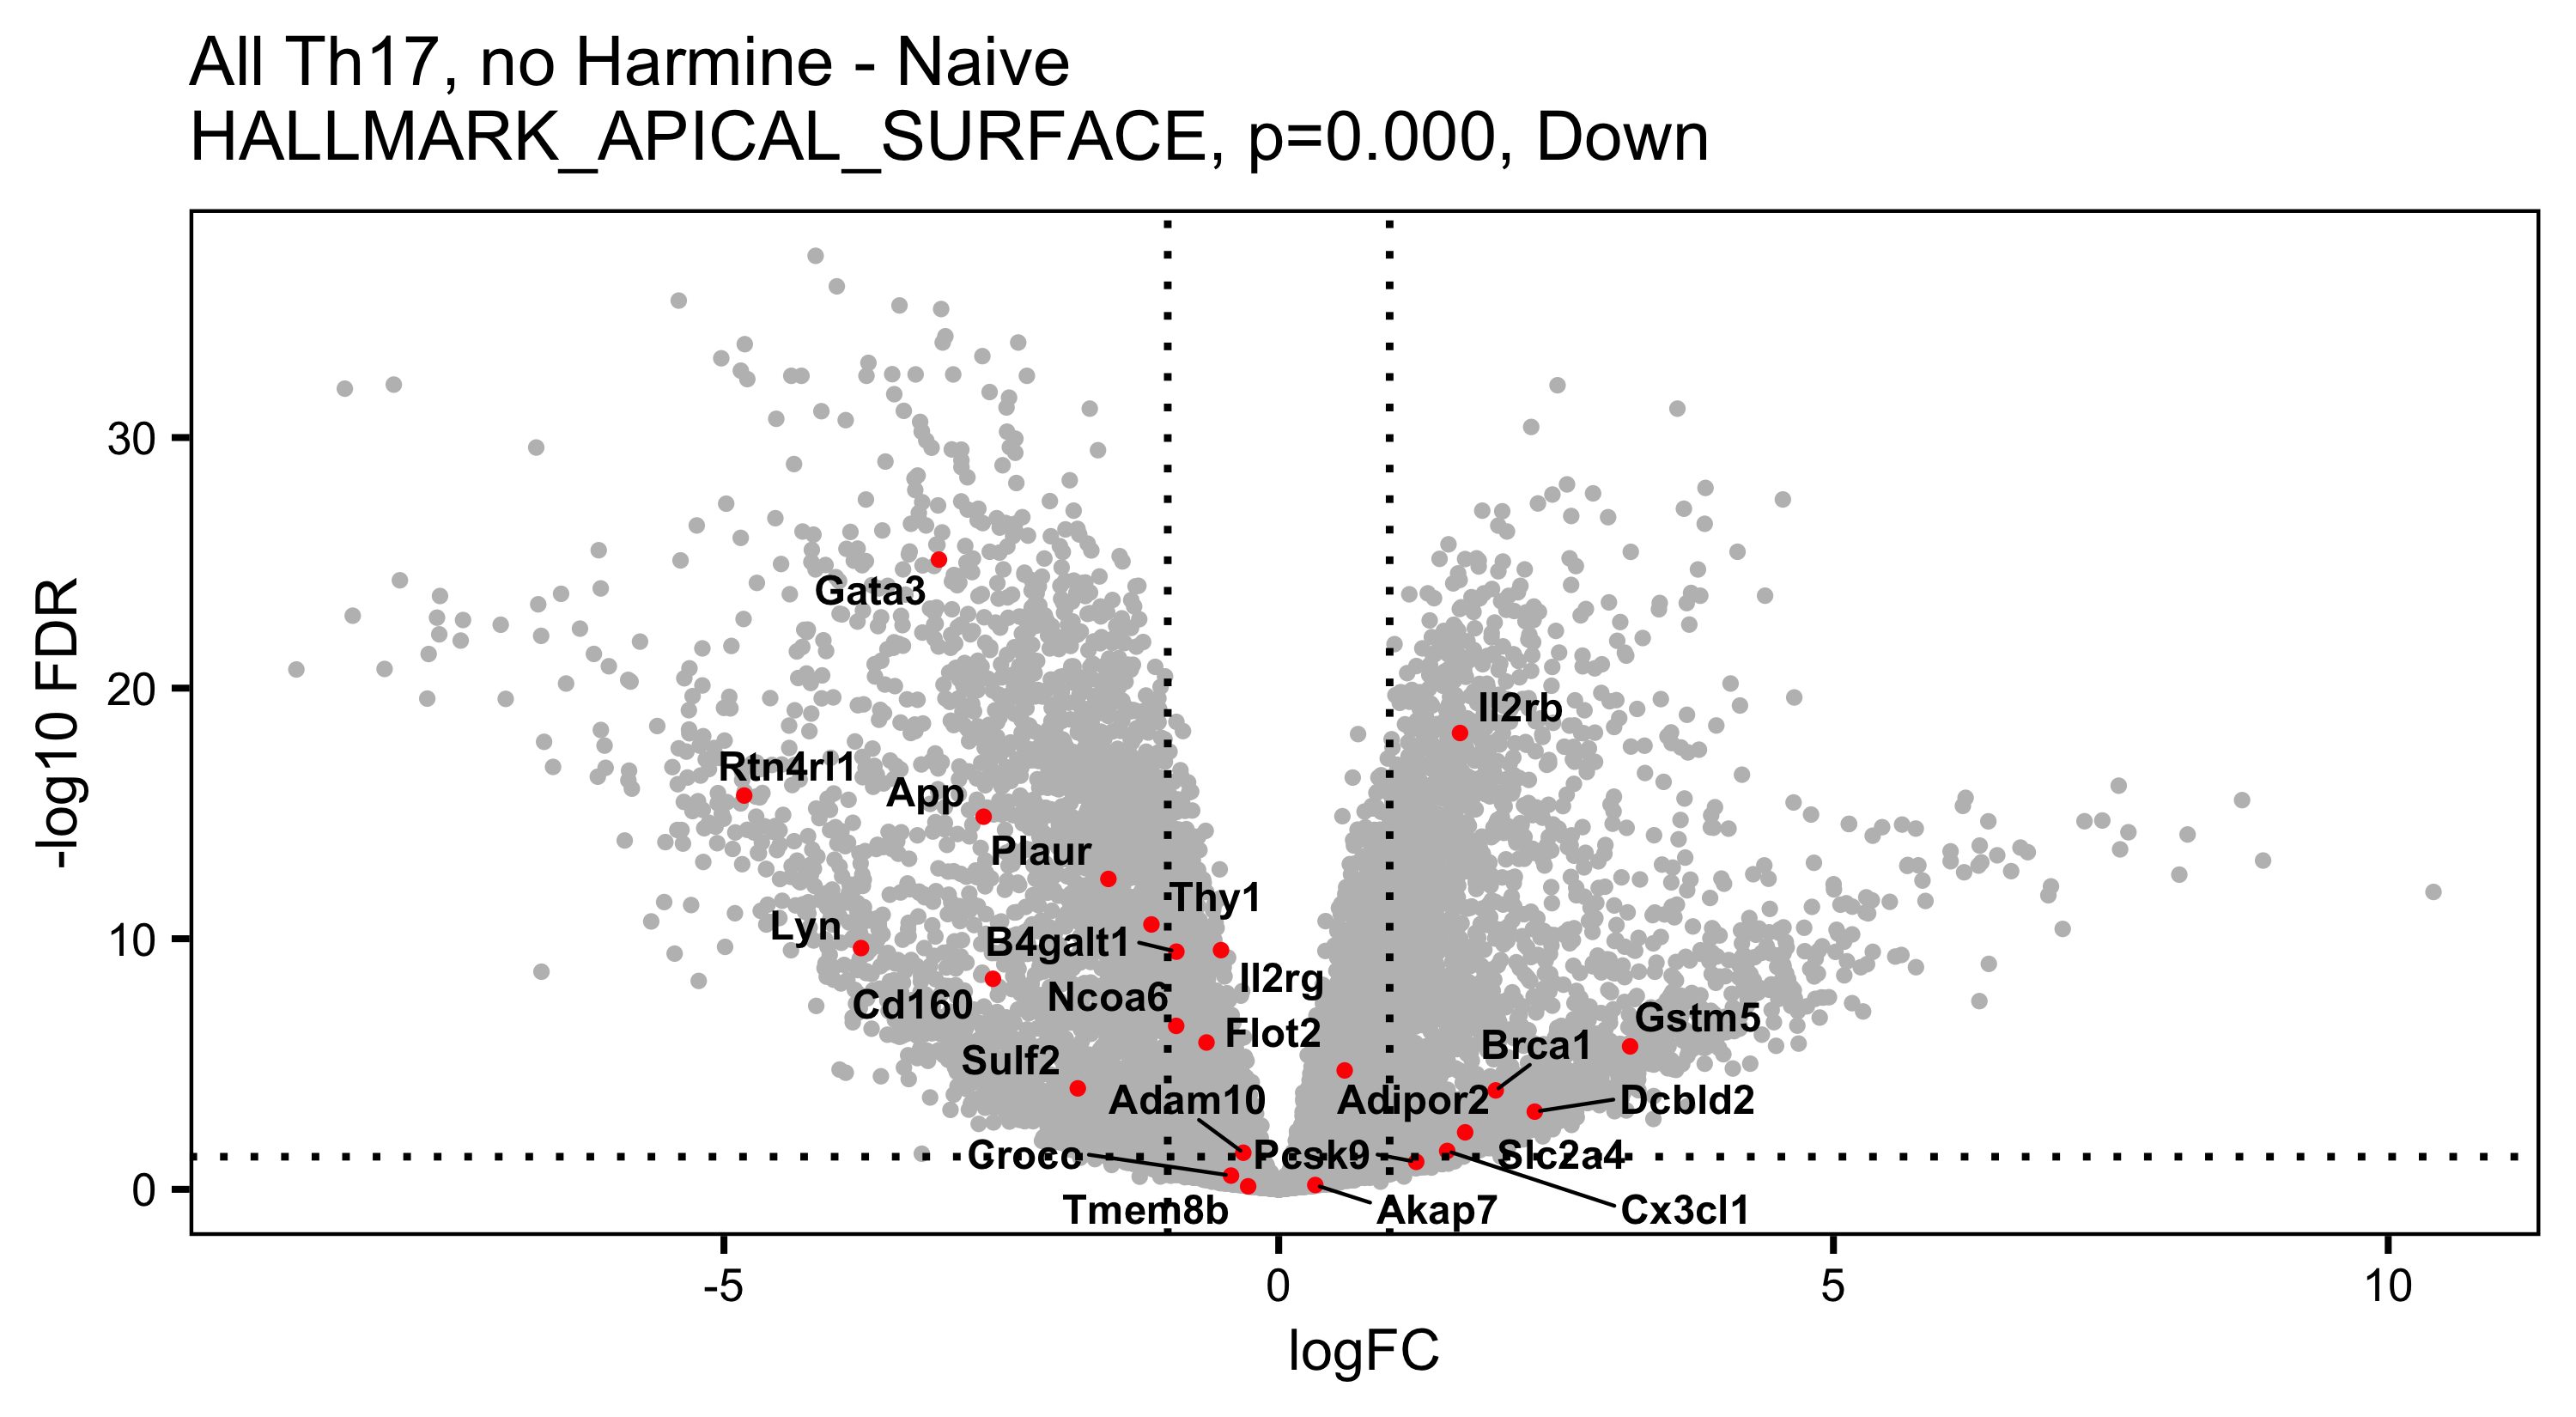 All Th17, no Harmine - Naive
HALLMARK_APICAL_SURFACE, p=0.000, Down
-log10 FDR
30
20
10
0
Gata3
Il2rb
Rtn4rl1
App
Plaur
Thy1
Lyn
B4galt1
Il2rg
Cd160
Ncoa6
Flot2
Gstm5
Sulf2
Brca1
Adam10
Adipor2
Dcbld2
Crocc
Pcsk9
Slc2a4
Tmem8b
Akap7
Cx3cl1
-5
0
5
10
logFC